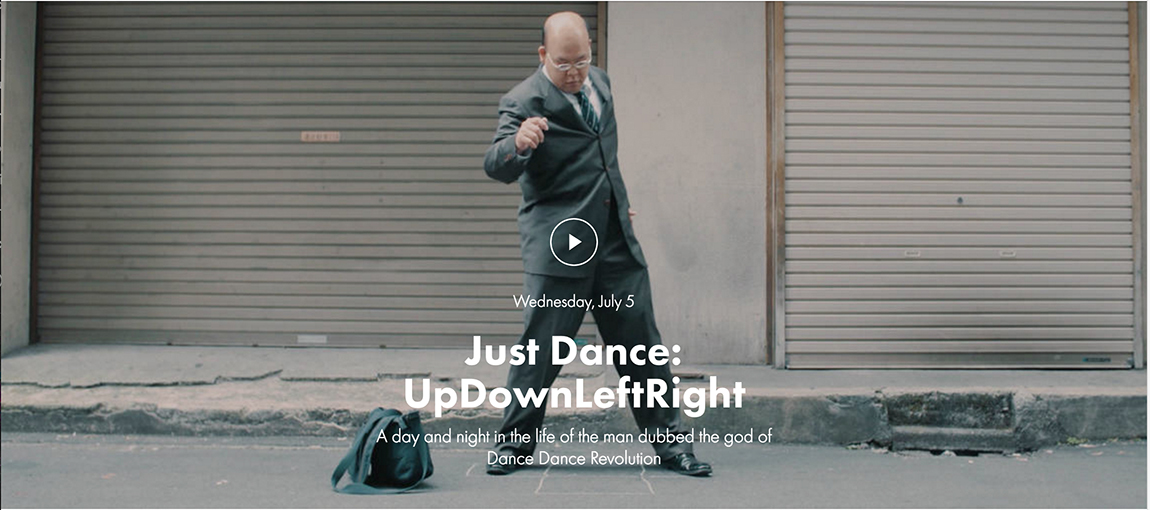 Wednesday, July 5
Just Dance:
UpDownLeftRight
A day and night in the life of the man dubbed the god of
Dance Dance Revolution